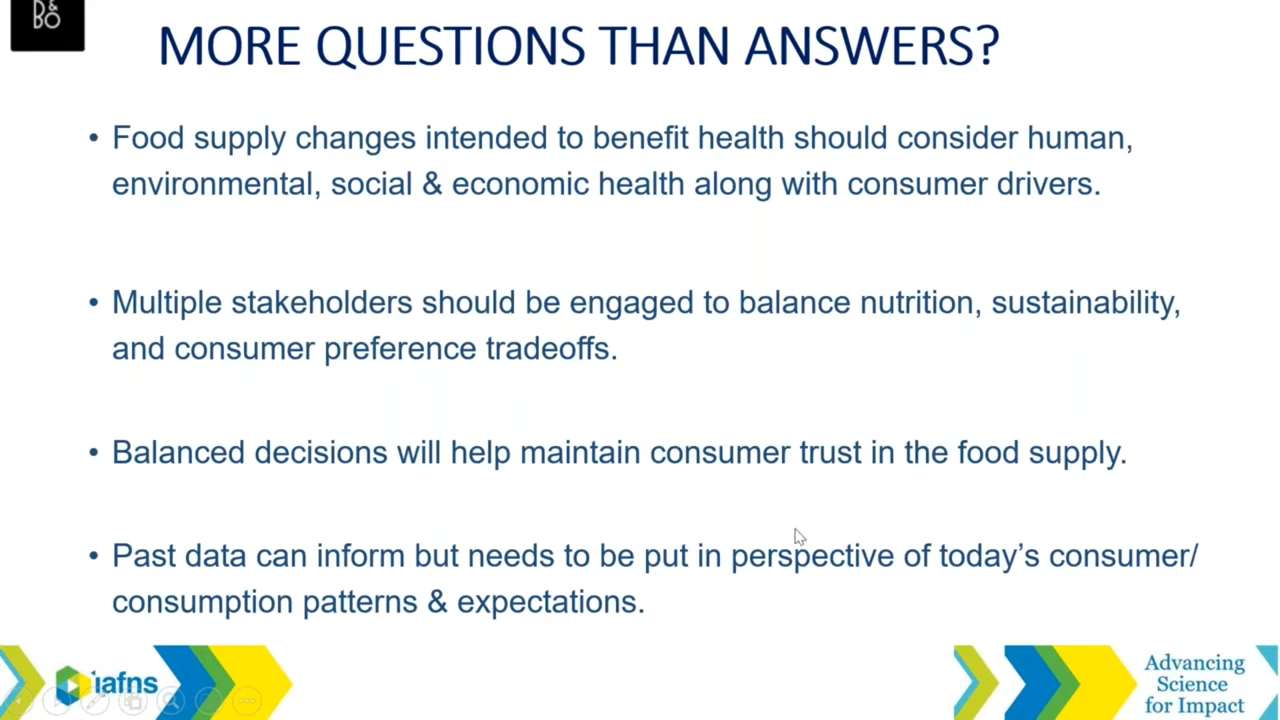 B&
BO
MORE QUESTIONS THAN ANSWERS?
• Food supply changes intended to benefit health should consider human,
environmental, social & economic health along with consumer drivers.
• Multiple stakeholders should be engaged to balance nutrition, sustainability,
and consumer preference tradeoffs.
• Balanced decisions will help maintain consumer trust in the food supply.
• Past data can inform but needs to be put in perspective of today’s consumer/
consumption patterns & expectations.
iafns
Advancing
Science
for Impact